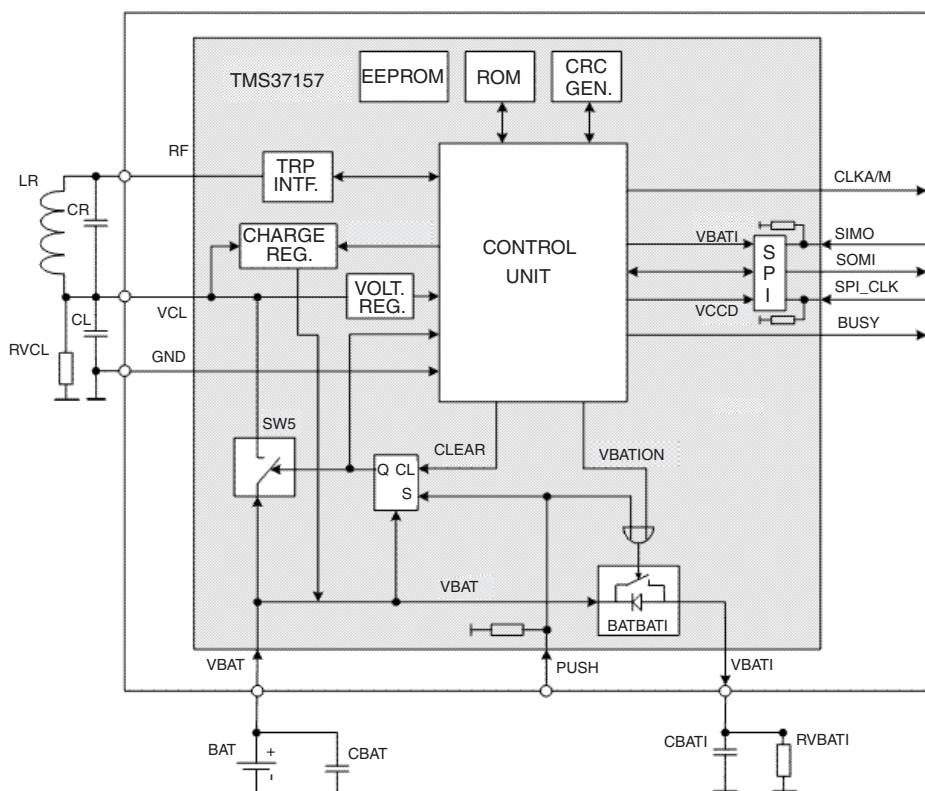 TMS37157
EEPROM
ROM
CRC
GEN.
RF
TRP
INTF.
LR
CR
CLKA/M
CHARGE
REG.
CONTROL
UNIT
VBATI
SPI
SIMO
SOMI
SPI_CLK
VCCD
BUSY
VOLT.
REG.
VCL
CL
RVCL
GND
SW5
CLEAR
VBATION
Q CL
S
VBAT
BATBATI
VBAT
PUSH
VBATI
BAT
+
-
CBAT
CBATI
RVBATI